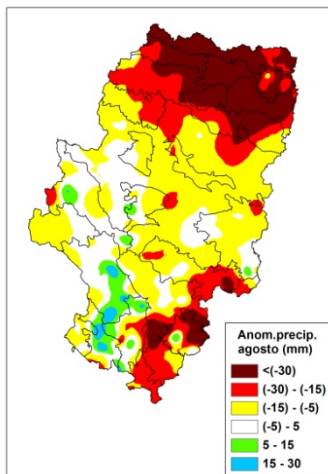 Anom.precip.
agosto (mm)
<(-30)
(-30) - (-15)
(-15) - (-5)
(-5) - 5
5 - 15
15 - 30